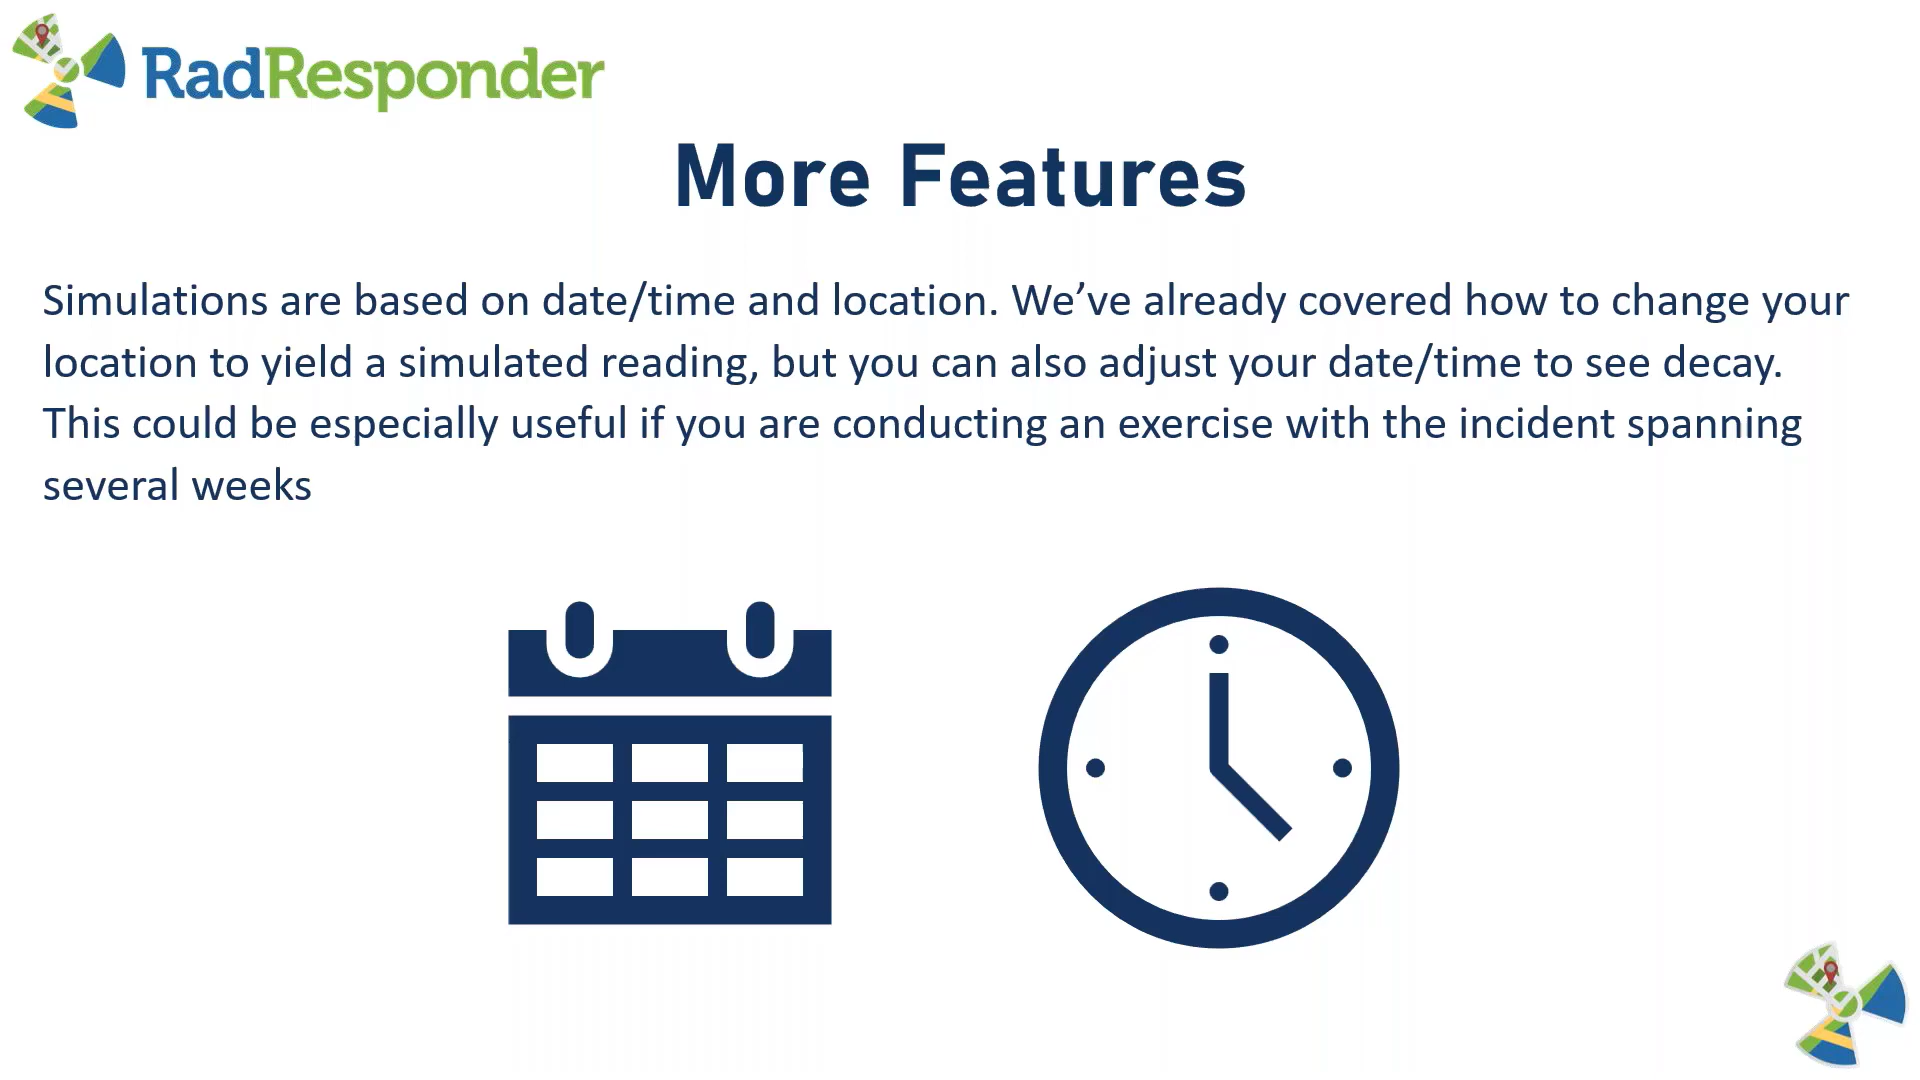 RadResponder
More Features
Simulations are based on date/time and location. We’ve already covered how to change your
location to yield a simulated reading, but you can also adjust your date/time to see decay.
This could be especially useful if you are conducting an exercise with the incident spanning
several weeks